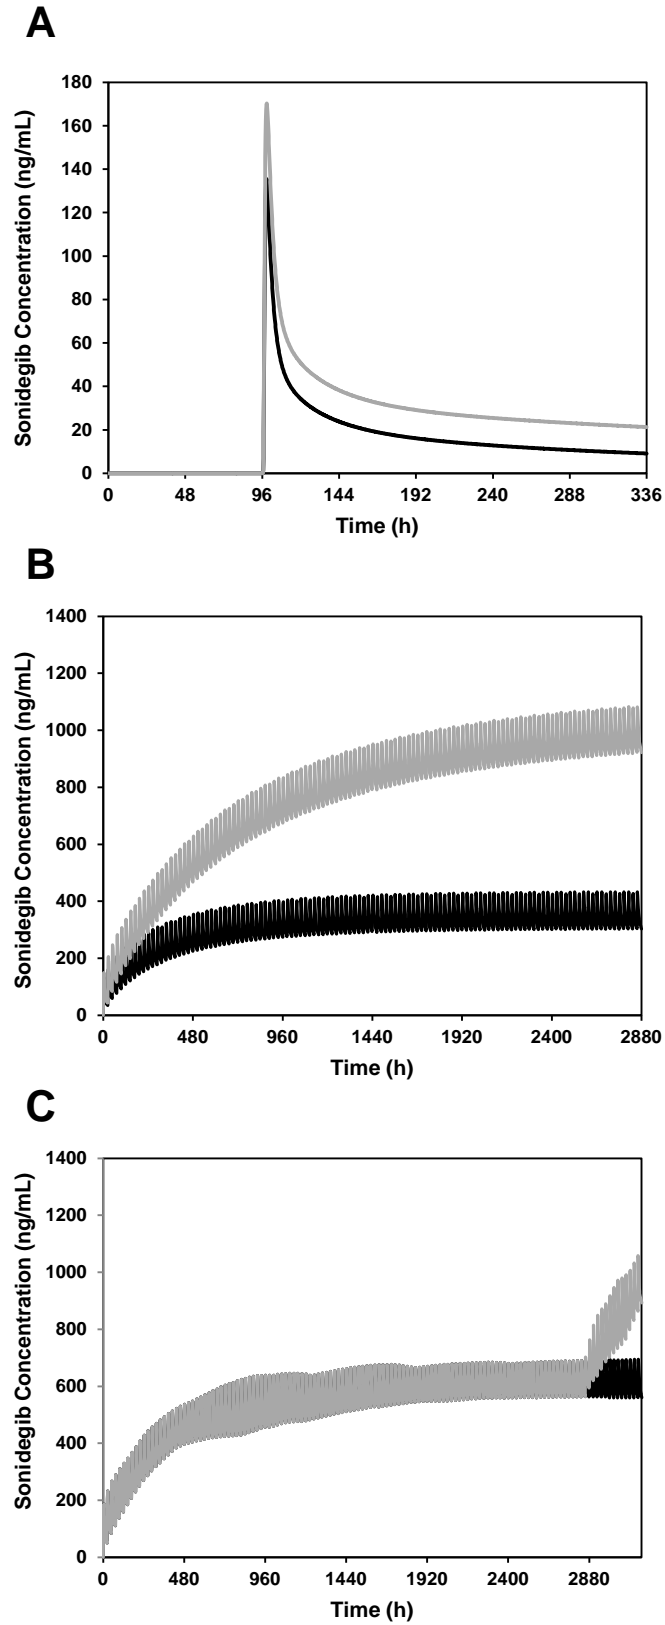 A
180
160
140
120
100
80
60
40
20
0
Sonidegib Concentration (ng/mL)
0 48 96 144 192 240 288 336
Time (h)
B
1400
1200
1000
800
600
400
200
0
Sonidegib Concentration (ng/mL)
0 480 960 1440 1920 2400 2880
Time (h)
C
1400
1200
1000
800
600
400
200
0
Sonidegib Concentration (ng/mL)
0 480 960 1440 1920 2400 2880
Time (h)